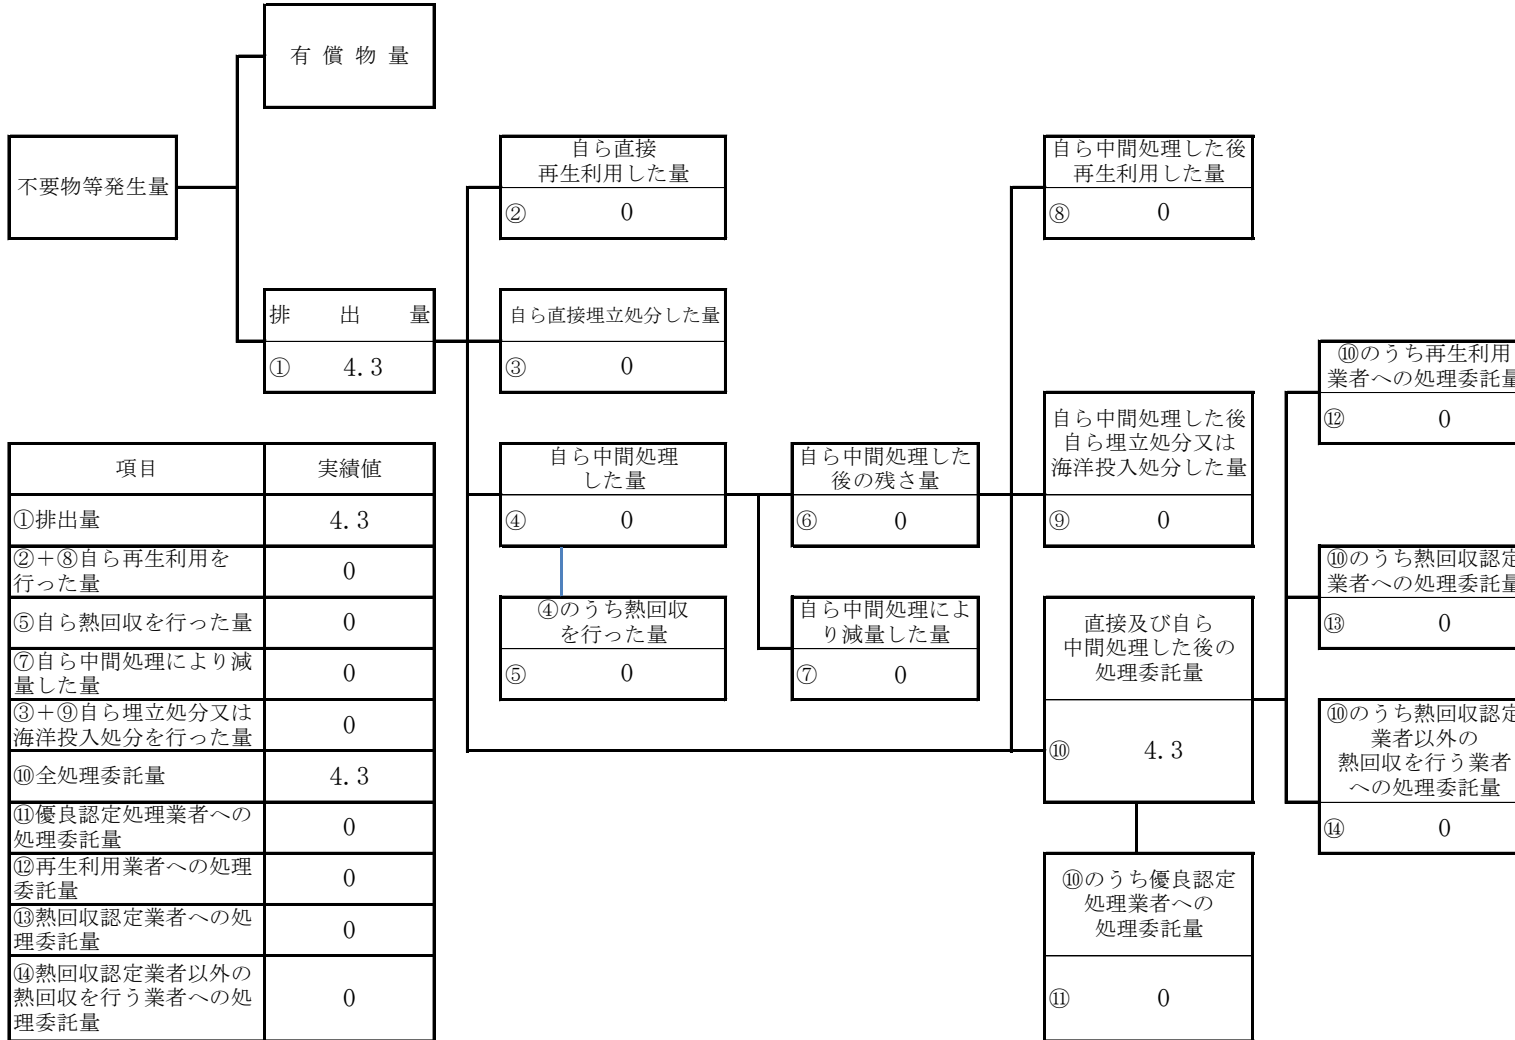 有 償 物 量
不要物等発生量
自ら直接
再生利用した量
② 0
自ら中間処理した後
再生利用した量
⑧ 0
排 出 量
① 4.3
自ら直接埋立処分した量
③ 0
⑩のうち再生利用
業者への処理委託量
⑫ 0
自ら中間処理した後
自ら埋立処分又は
海洋投入処分した量
⑨ 0
自ら中間処理
した量
④ 0
自ら中間処理した
後の残さ量
⑥ 0
④のうち熱回収
を行った量
⑤ 0
自ら中間処理によ
り減量した量
⑦ 0
⑩のうち熱回収認定
業者への処理委託量
⑬ 0
直接及び自ら
中間処理した後の
処理委託量
⑩ 4.3
⑩のうち熱回収認定
業者以外の
熱回収を行う業者
への処理委託量
⑭ 0
⑩のうち優良認定
処理業者への
処理委託量
⑪ 0
項目 実績値
①排出量 4.3
②＋⑧自ら再生利用を
行った量 0
⑤自ら熱回収を行った量 0
⑦自ら中間処理により減
量した量 0
③＋⑨自ら埋立処分又は
海洋投入処分を行った量 0
⑩全処理委託量 4.3
⑪優良認定処理業者への
処理委託量 0
⑫再生利用業者への処理
委託量 0
⑬熱回収認定業者への処
理委託量 0
⑭熱回収認定業者以外の
熱回収を行う業者への処
理委託量 0